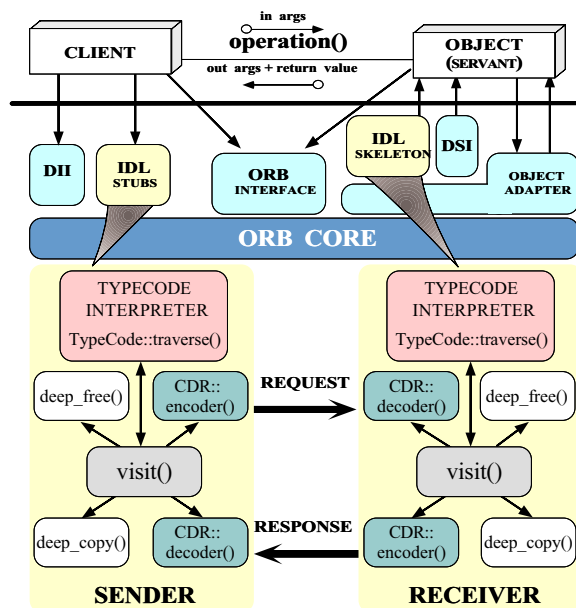 in args
CLIENT
operation()
OBJECT
(SERVANT)
out args + return value
DII
IDL
STUBS
ORB
INTERFACE
IDL
SKELETON
DSI
OBJECT
ADAPTER
ORB CORE
TYPECODE
INTERPRETER
TypeCode::traverse()
TYPECODE
INTERPRETER
TypeCode::traverse()
deep_free()
CDR::
encoder()
REQUEST
CDR::
decoder()
deep_free()
visit()
visit()
deep_copy()
CDR::
decoder()
RESPONSE
CDR::
encoder()
deep_copy()
SENDER
RECEIVER